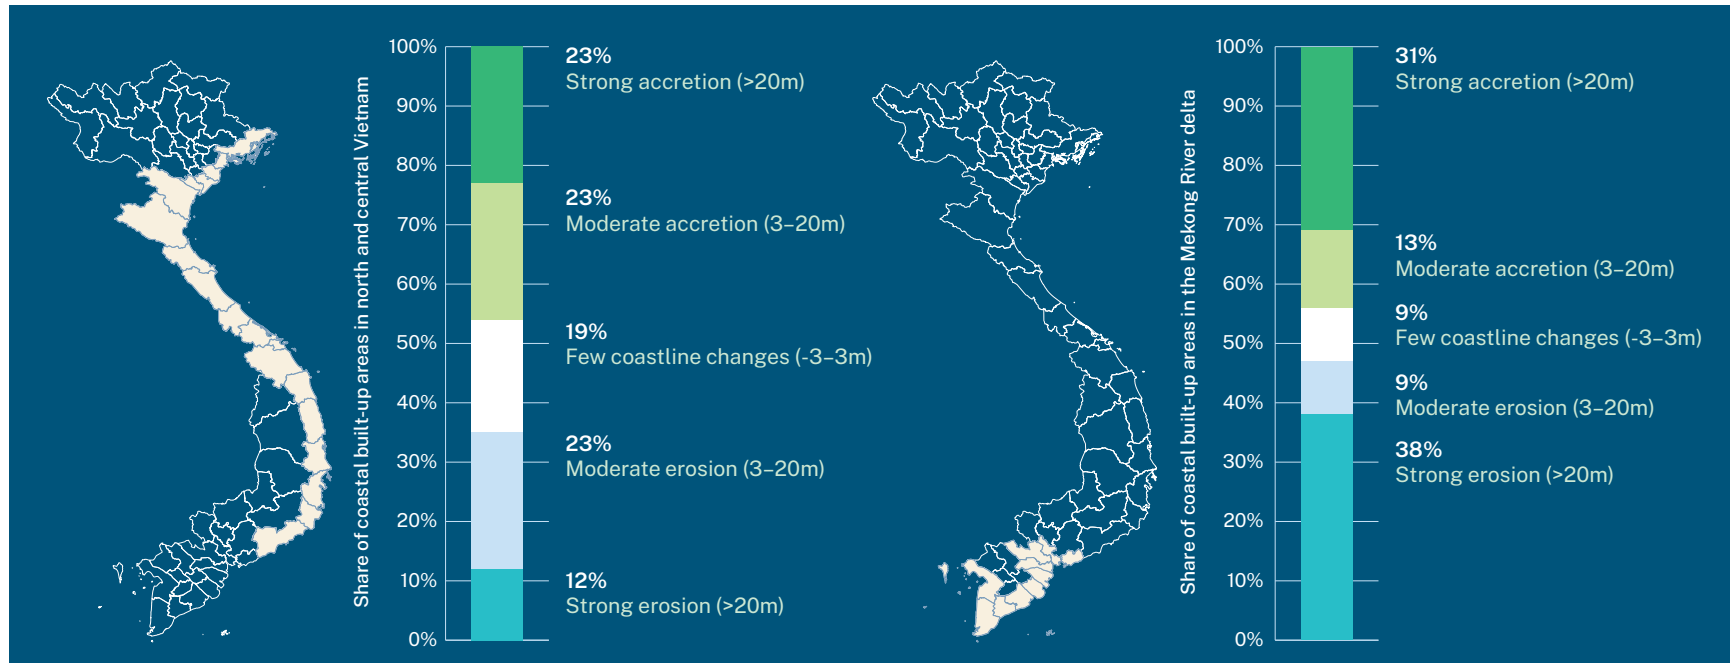 Share of coastal built-up areas in north and central Vietnam
100%
90%
80%
70%
60%
50%
40%
30%
20%
10%
0%
23%
Strong accretion (>20m)
23%
Moderate accretion (3–20m)
19%
Few coastline changes (-3–3m)
23%
Moderate erosion (3–20m)
12%
Strong erosion (>20m)
Share of coastal built-up areas in the Mekong River delta
100%
90%
80%
70%
60%
50%
40%
30%
20%
10%
0%
31%
Strong accretion (>20m)
13%
Moderate accretion (3–20m)
9%
Few coastline changes (-3–3m)
9%
Moderate erosion (3–20m)
38%
Strong erosion (>20m)